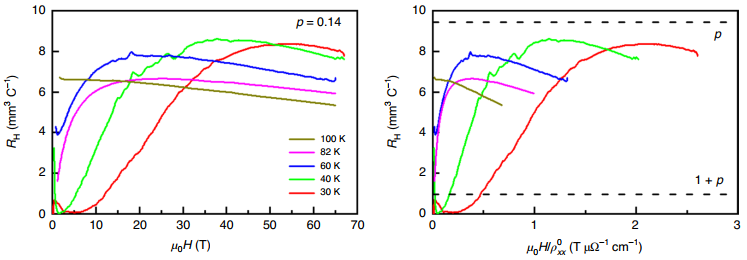 p = 0.14
10
8
6
4
2
0
R_H (mm³ C⁻¹)
100 K
82 K
60 K
40 K
30 K
0 10 20 30 40 50 60 70
μ₀H (T)
p
10
8
6
4
2
0
R_H (mm³ C⁻¹)
1 + p
0 1 2 3
μ₀H/ρ⁰ₓₓ (T μΩ⁻¹ cm⁻¹)